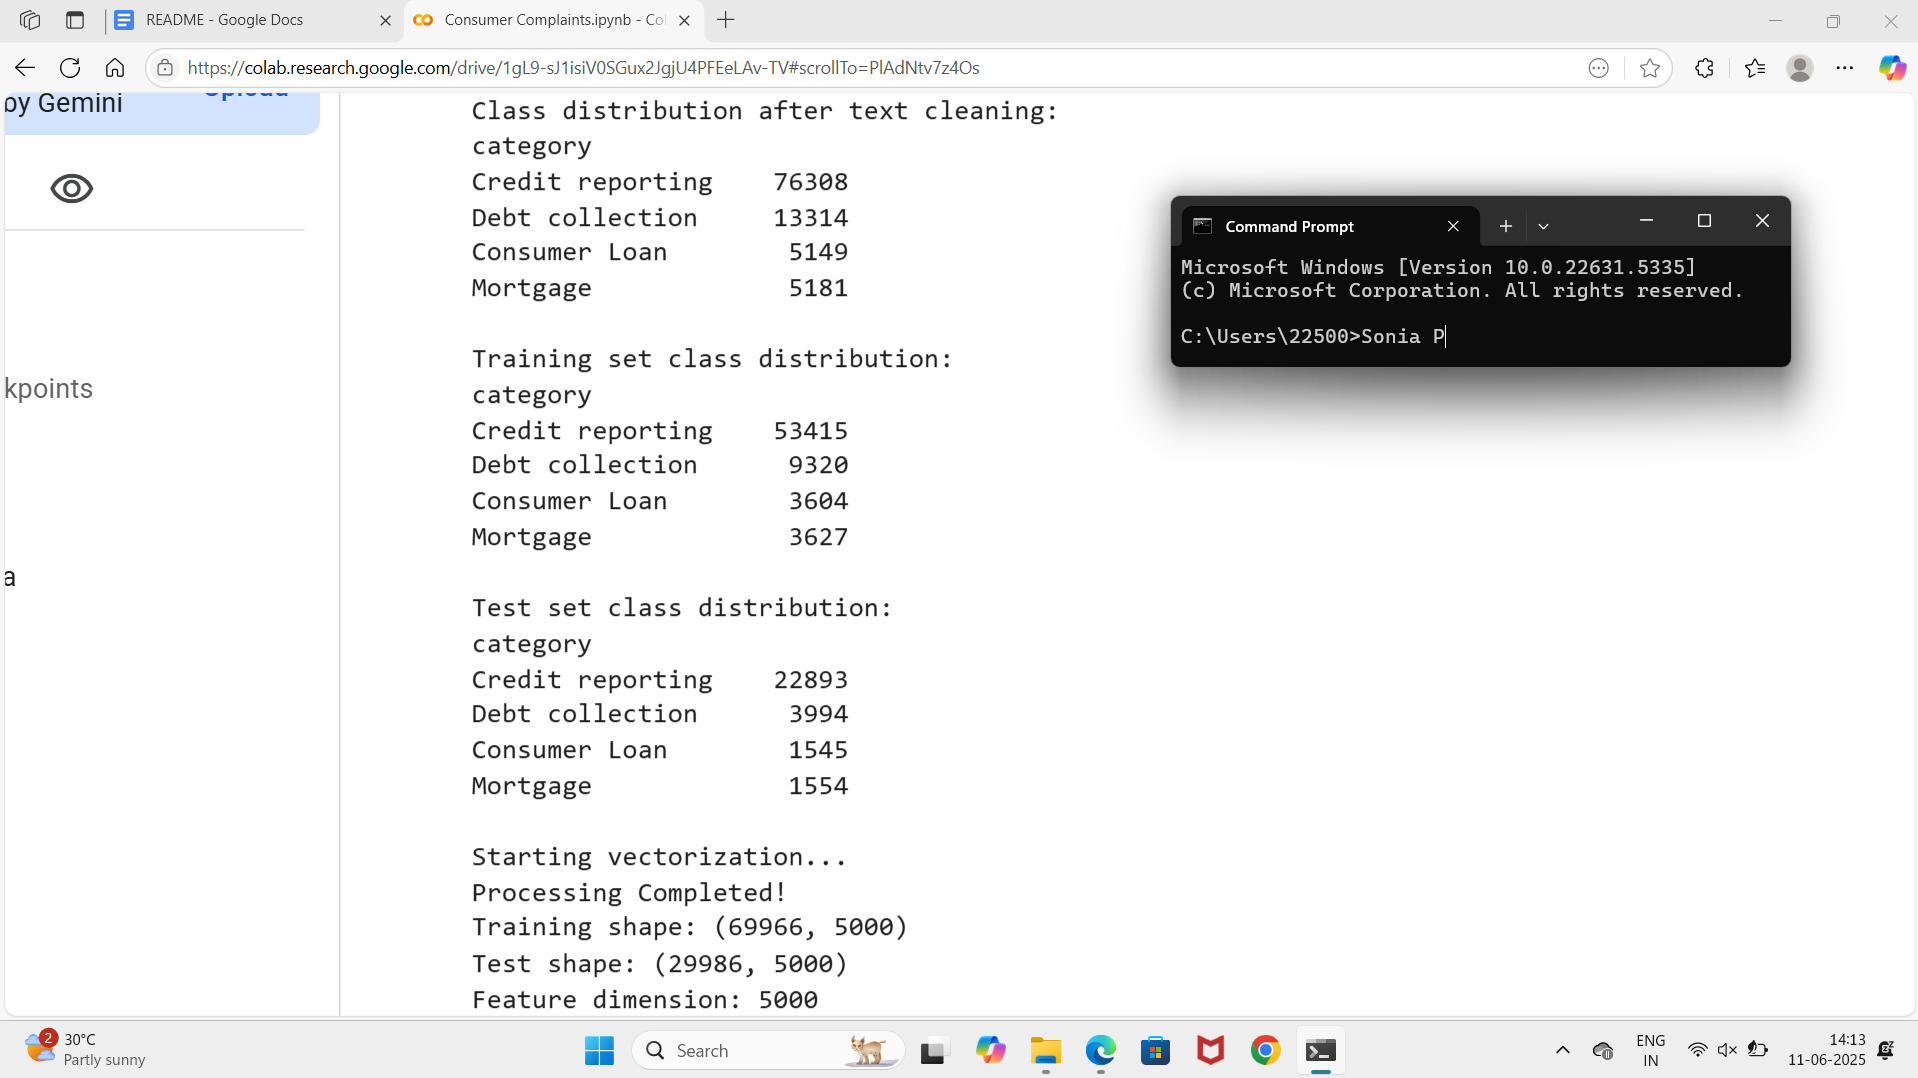 README - Google Docs
Consumer Complaints.ipynb - Co
https://colab.research.google.com/drive/1gL9-sJ1isiV0SGux2JgjU4PFEeLAv-TV#scrollTo=PlAdNtv7z4Os
by Gemini
Upload
kpoints
a
Class distribution after text cleaning:
category
Credit reporting 76308
Debt collection 13314
Consumer Loan 5149
Mortgage 5181
Training set class distribution:
category
Credit reporting 53415
Debt collection 9320
Consumer Loan 3604
Mortgage 3627
Test set class distribution:
category
Credit reporting 22893
Debt collection 3994
Consumer Loan 1545
Mortgage 1554
Starting vectorization...
Processing Completed!
Training shape: (69966, 5000)
Test shape: (29986, 5000)
Feature dimension: 5000
Command Prompt
Microsoft Windows [Version 10.0.22631.5335]
(c) Microsoft Corporation. All rights reserved.
C:\Users\22500>Sonia P
2
30°C
Partly sunny
Search
ENG
IN
14:13
11-06-2025